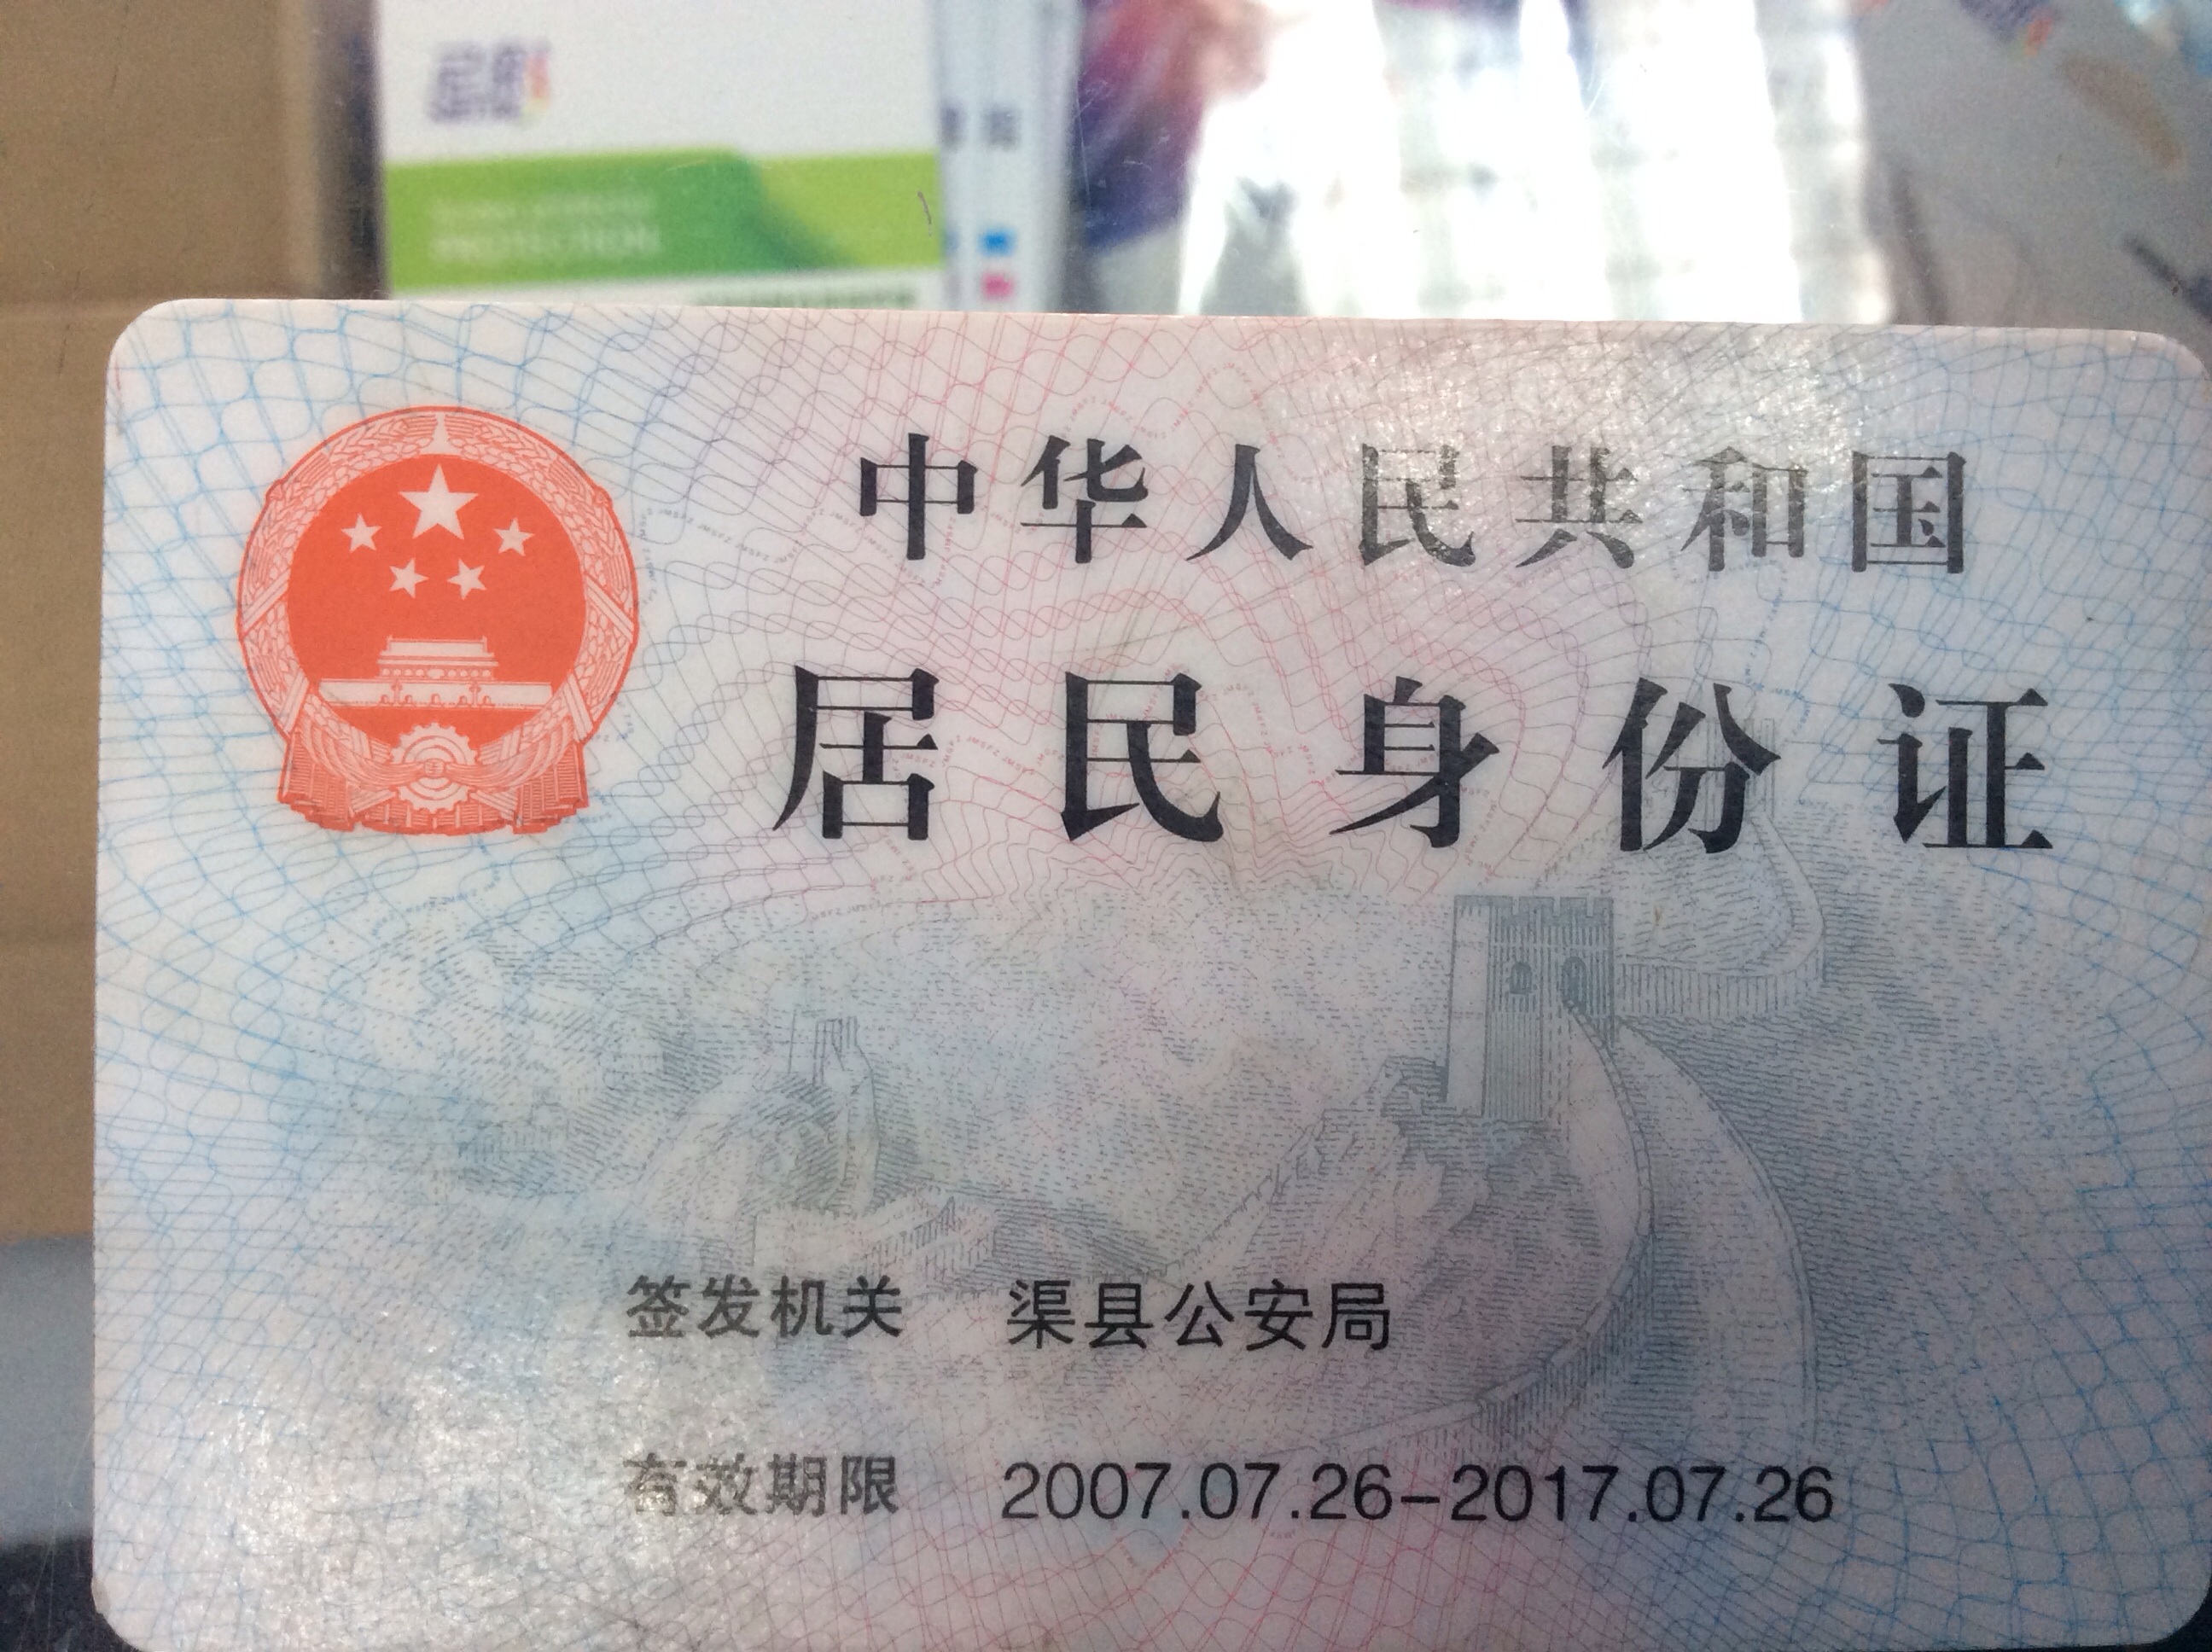 中华人民共和国
居民身份证
签发机关 渠县公安局
有效期限 2007.07.26-2017.07.26